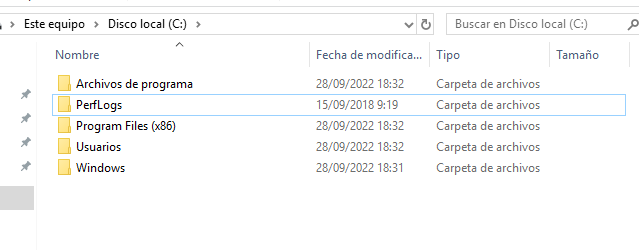 Este equipo > Disco local (C:) >
Buscar en Disco local (C:)
Nombre Fecha de modifica... Tipo Tamaño
Archivos de programa 28/09/2022 18:32 Carpeta de archivos
PerfLogs 15/09/2018 9:19 Carpeta de archivos
Program Files (x86) 28/09/2022 18:32 Carpeta de archivos
Usuarios 28/09/2022 18:32 Carpeta de archivos
Windows 28/09/2022 18:31 Carpeta de archivos